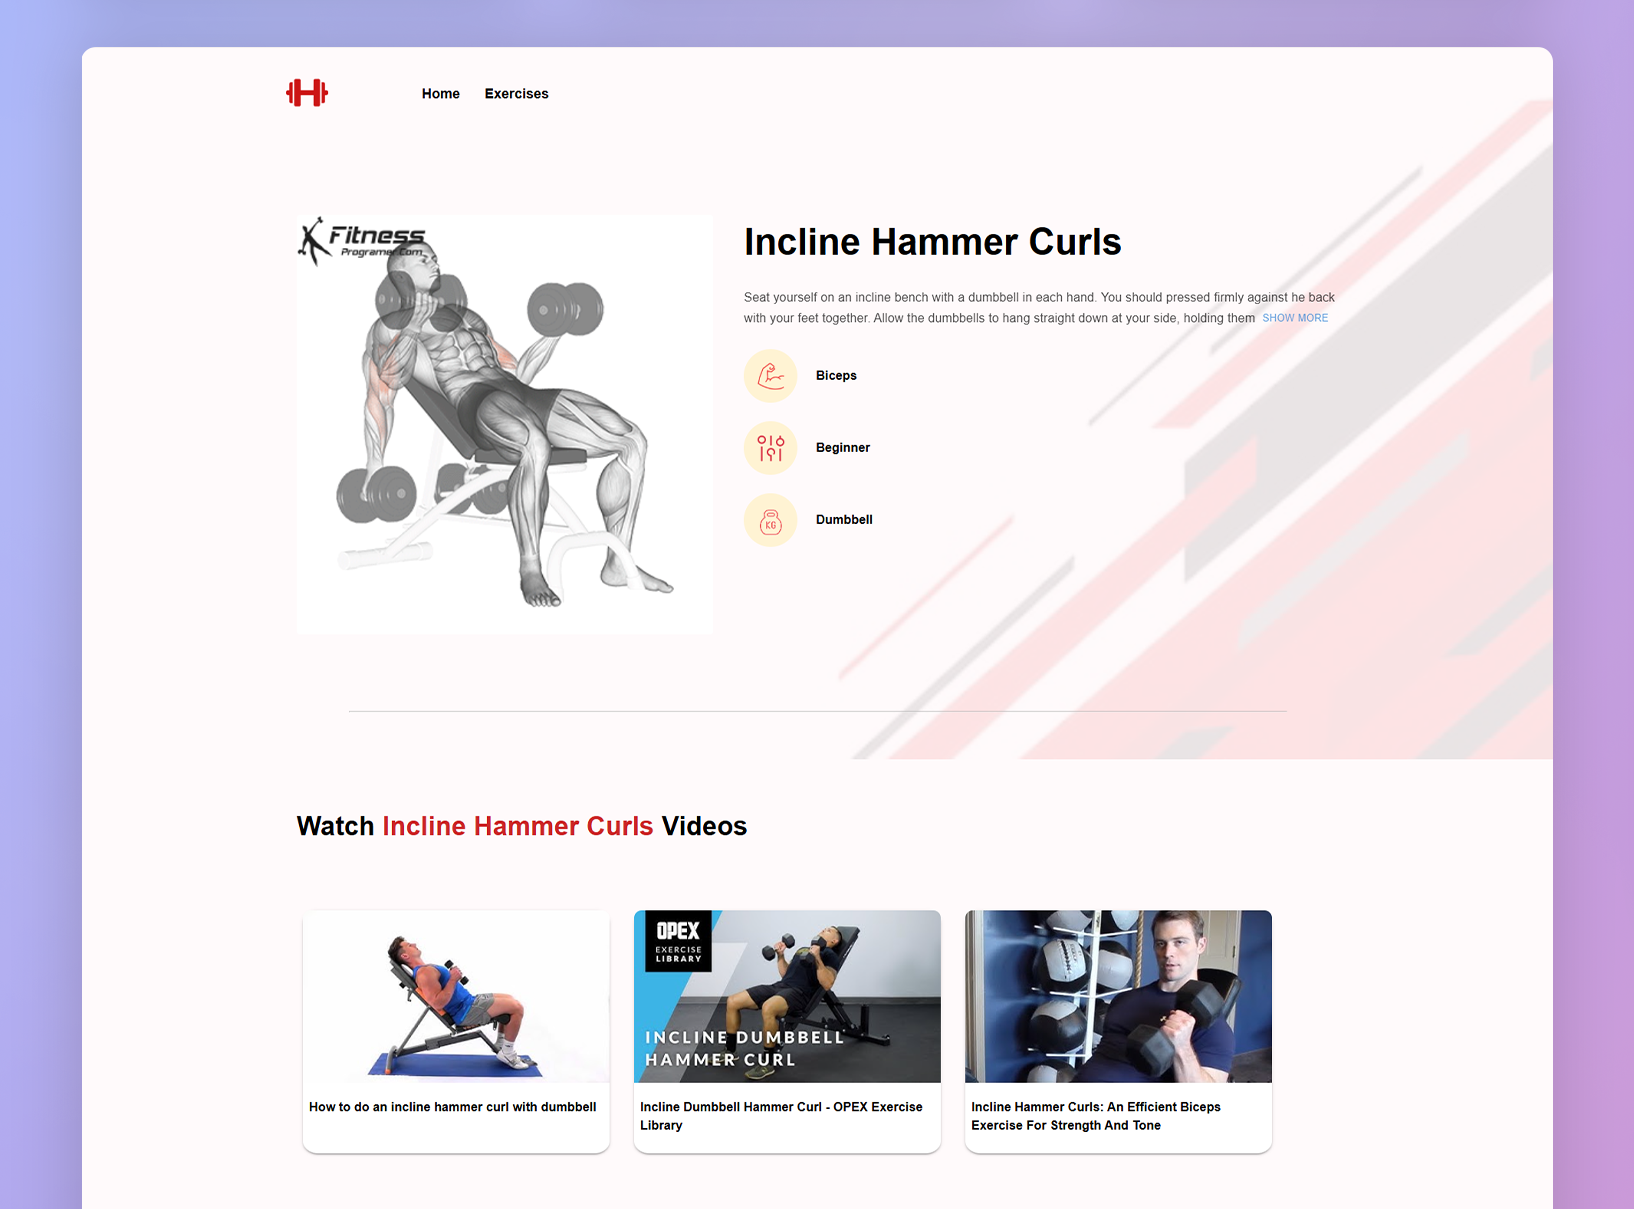 Home Exercises
Fitness
Programer.Com
Incline Hammer Curls
Seat yourself on an incline bench with a dumbbell in each hand. You should pressed firmly against he back
with your feet together. Allow the dumbbells to hang straight down at your side, holding them SHOW MORE
Biceps
Beginner
KG
Dumbbell
Watch Incline Hammer Curls Videos
OPEX
EXERCISE
LIBRARY
INCLINE DUMBBELL
HAMMER CURL
How to do an incline hammer curl with dumbbell
Incline Dumbbell Hammer Curl - OPEX Exercise
Library
Incline Hammer Curls: An Efficient Biceps
Exercise For Strength And Tone